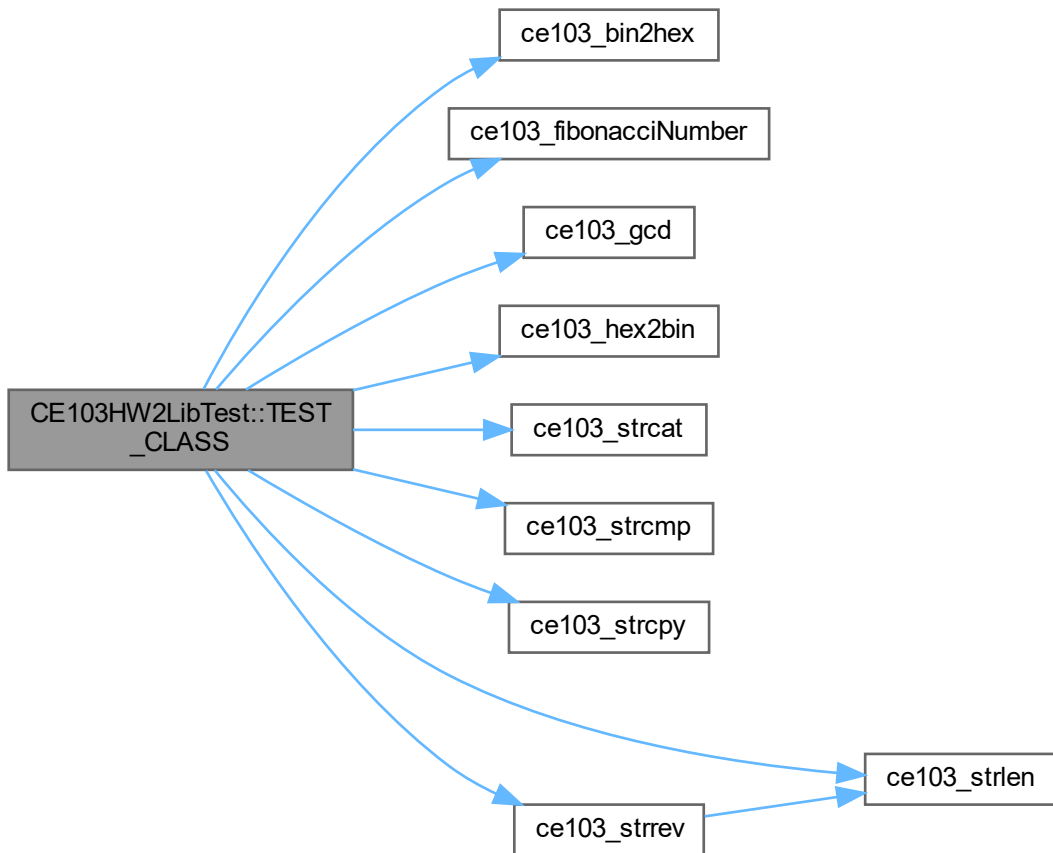 ce103_bin2hex
ce103_fibonacciNumber
ce103_gcd
ce103_hex2bin
CE103HW2LibTest::TEST
_CLASS
ce103_strcat
ce103_strcmp
ce103_strcpy
ce103_strlen
ce103_strrev